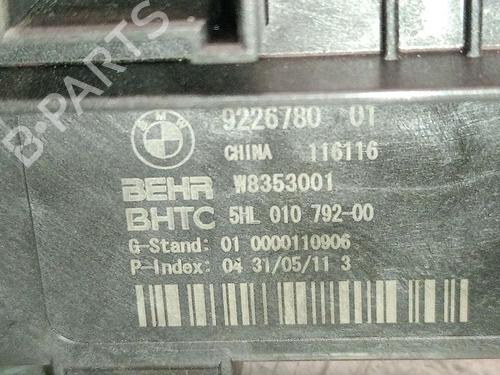 B-PARTS
BMW
9226780 01
CHINA 116116
BEHR W8353001
BHTC 5HL 010 792-00
G-Stand: 01 0000110906
P-Index: 04 31/05/11 3